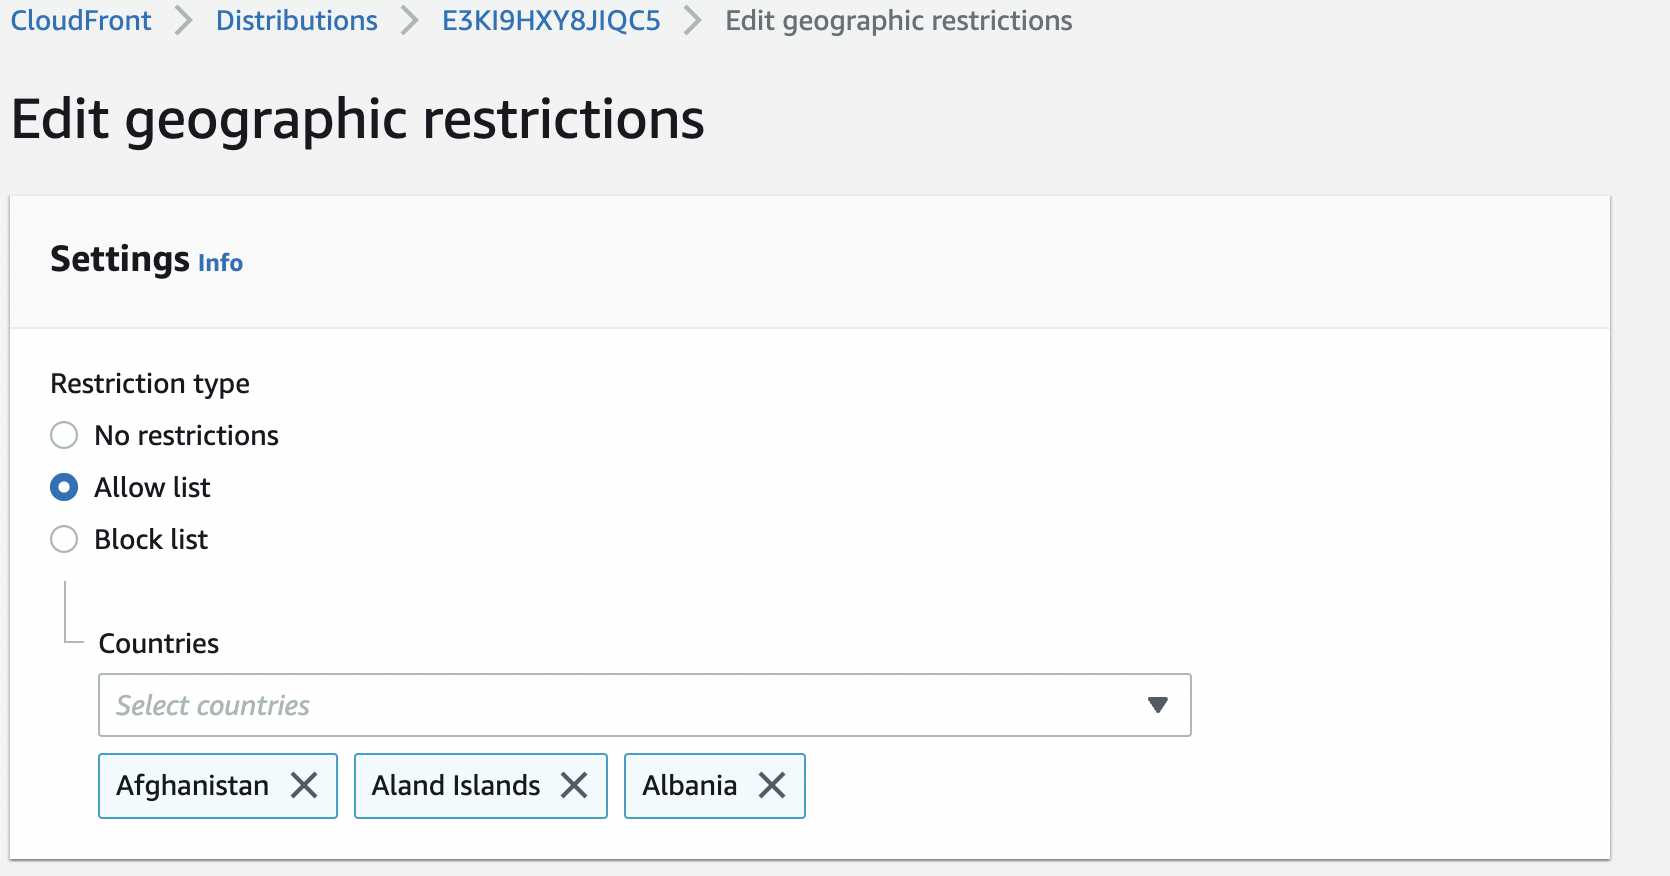 CloudFront > Distributions > E3KI9HXY8JIQC5 > Edit geographic restrictions
Edit geographic restrictions
Settings Info
Restriction type
No restrictions
Allow list
Block list
Countries
Select countries
Afghanistan Aland Islands Albania